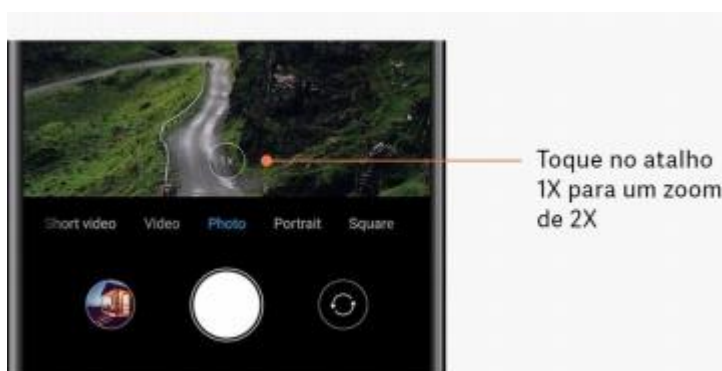 Toque no atalho
1X para um zoom
de 2X
Short video Video Photo Portrait Square